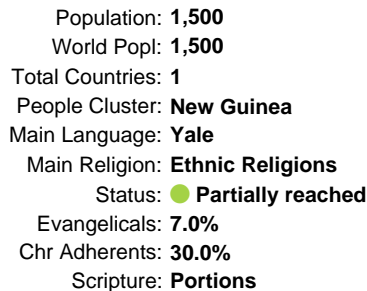 Population: 1,500
World Popl: 1,500
Total Countries: 1
People Cluster: New Guinea
Main Language: Yale
Main Religion: Ethnic Religions
Status: Partially reached
Evangelicals: 7.0%
Chr Adherents: 30.0%
Scripture: Portions